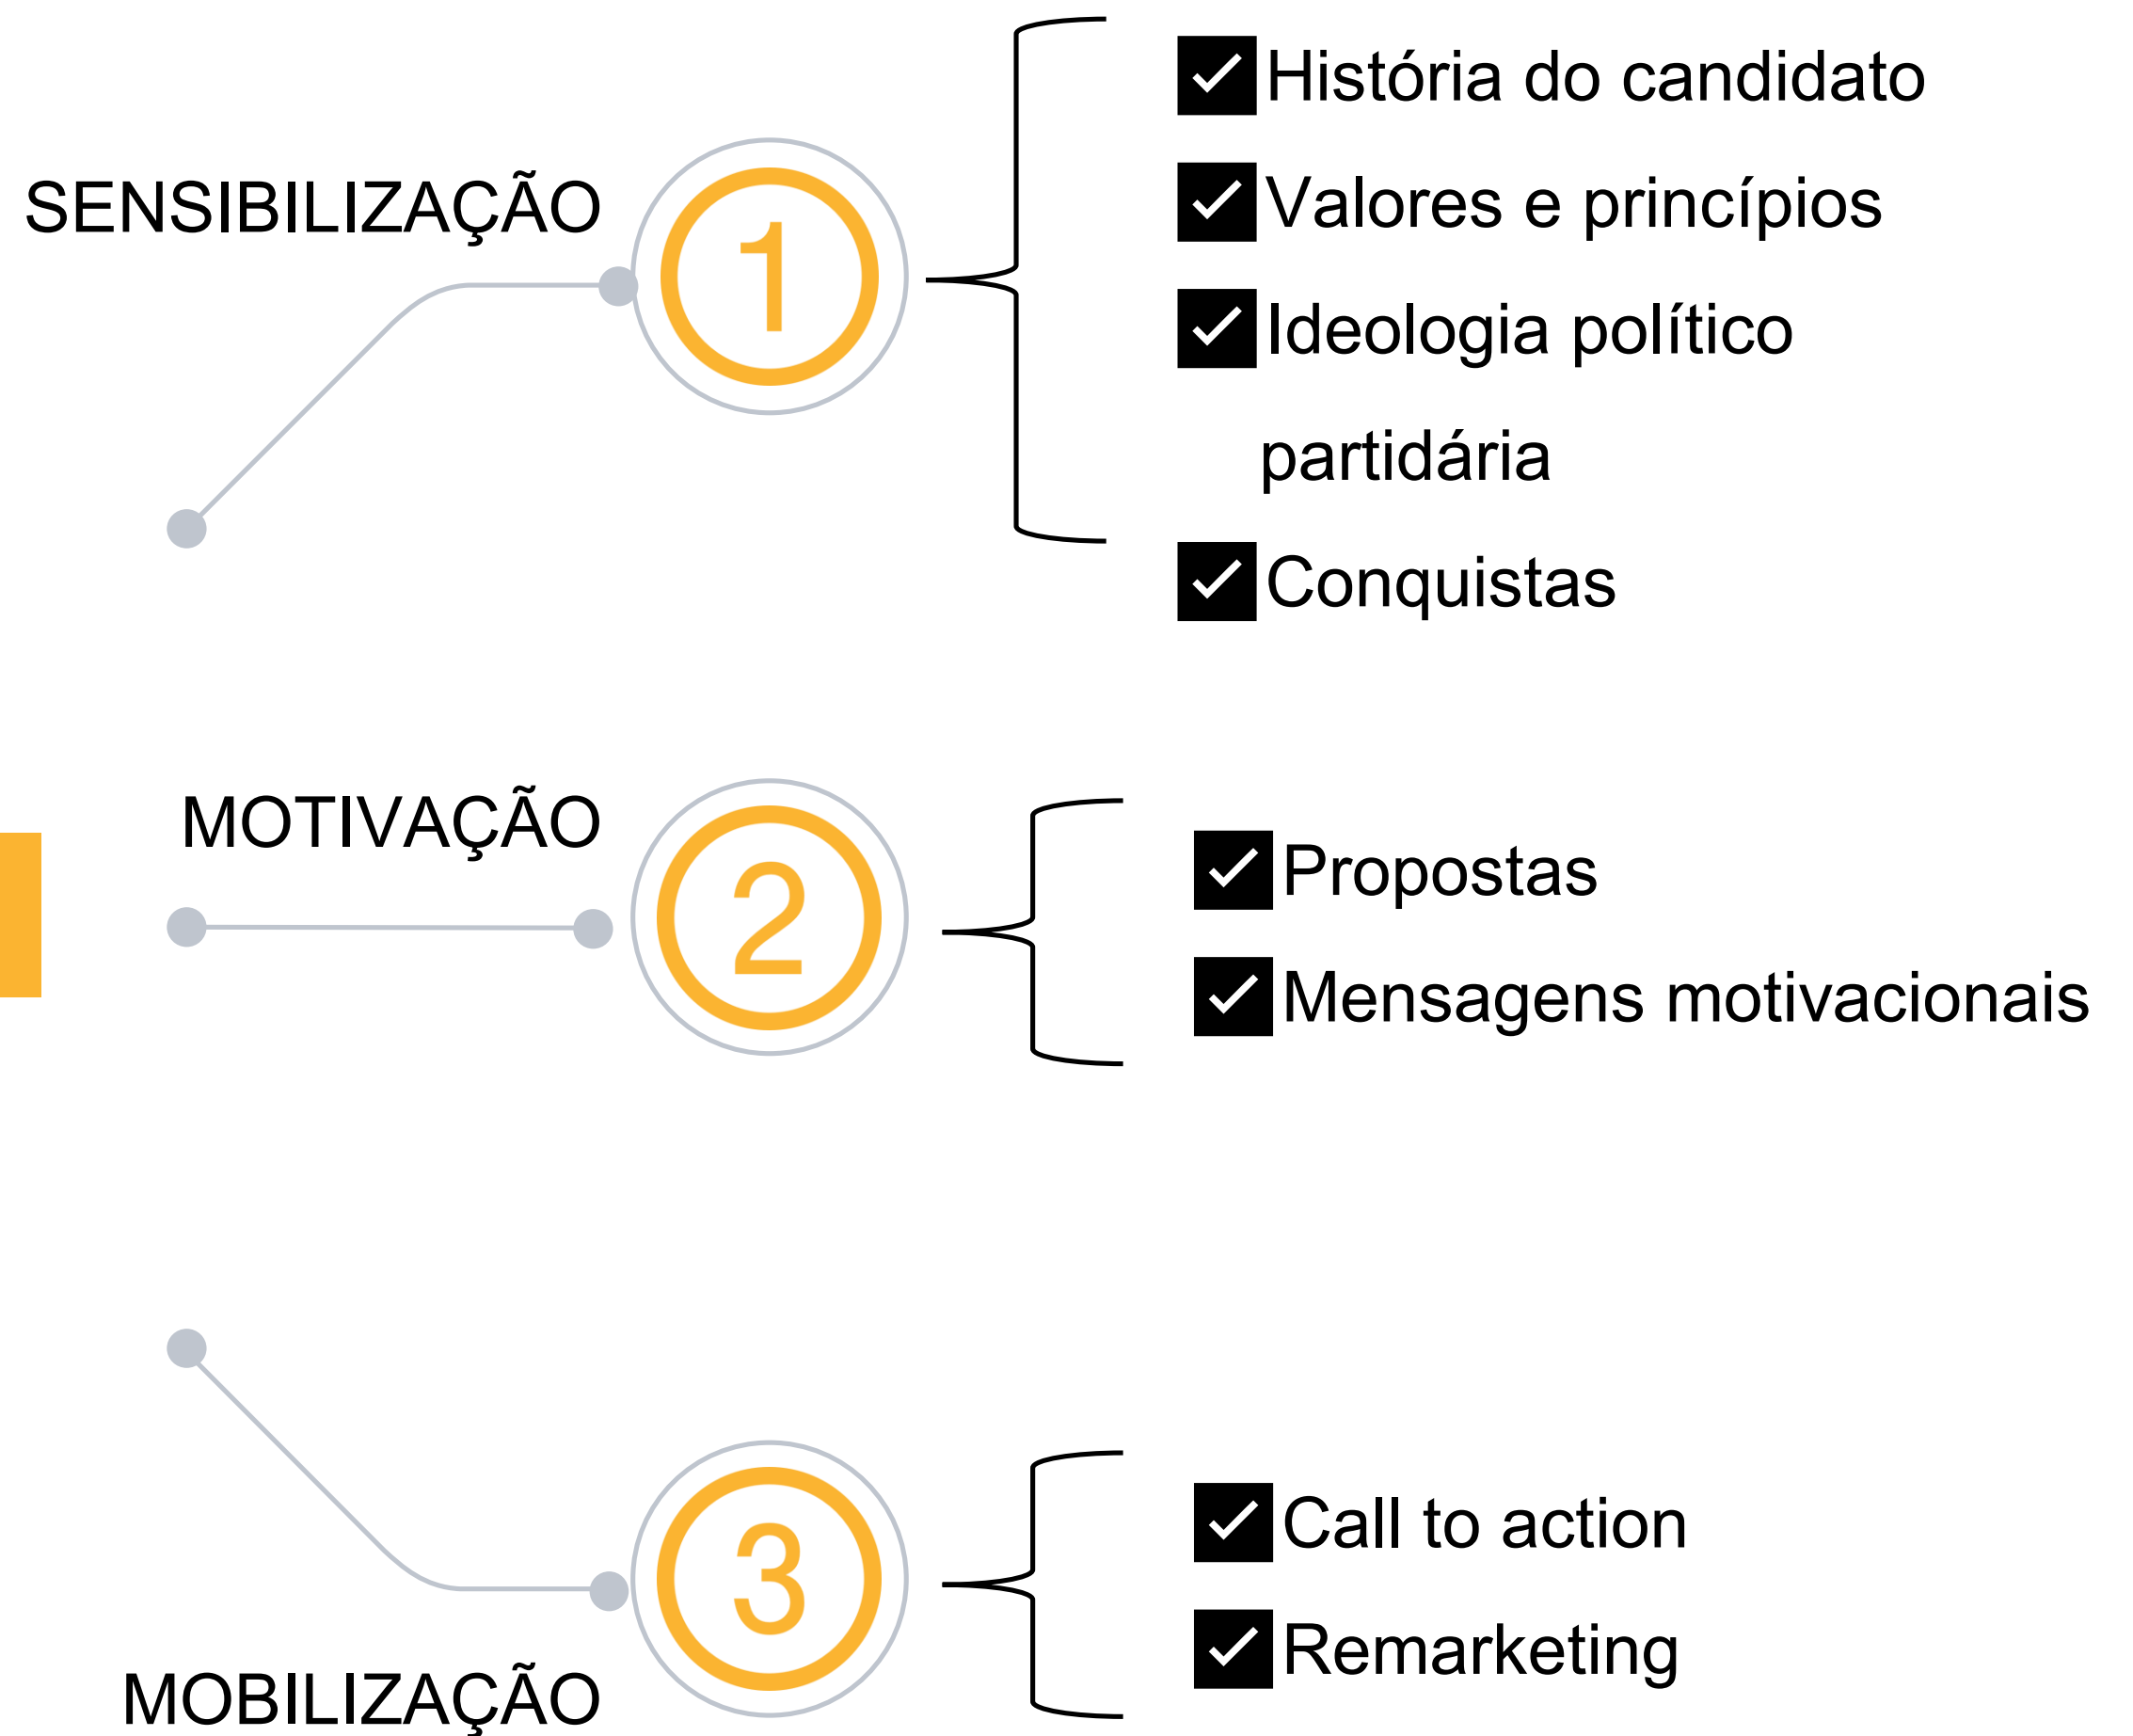 SENSIBILIZAÇÃO
1
História do candidato
Valores e princípios
Ideologia político
partidária
Conquistas
MOTIVAÇÃO
2
Propostas
Mensagens motivacionais
3
Call to action
Remarketing
MOBILIZAÇÃO